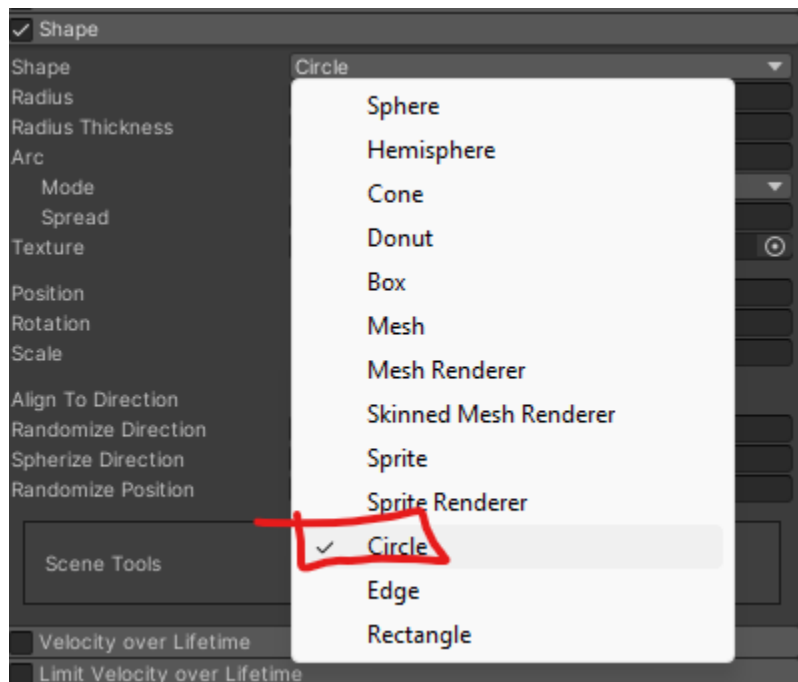 Shape
Shape Circle
Radius
Radius Thickness
Arc
Mode
Spread
Texture
Position
Rotation
Scale
Align To Direction
Randomize Direction
Spherize Direction
Randomize Position
Scene Tools
Velocity over Lifetime
Limit Velocity over Lifetime
Sphere
Hemisphere
Cone
Donut
Box
Mesh
Mesh Renderer
Skinned Mesh Renderer
Sprite
Sprite Renderer
Circle
Edge
Rectangle